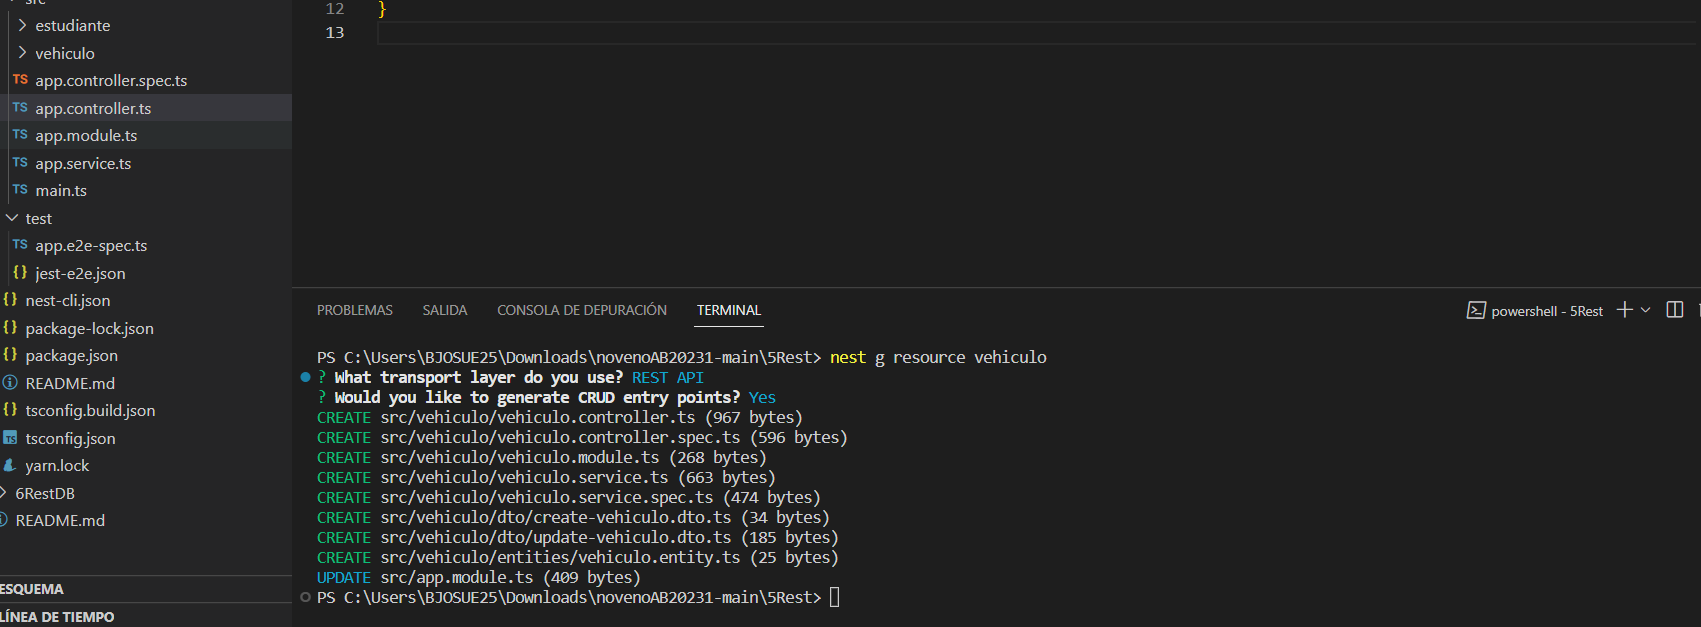 src
estudiante
vehiculo
TS app.controller.spec.ts
TS app.controller.ts
TS app.module.ts
TS app.service.ts
TS main.ts
test
TS app.e2e-spec.ts
{} jest-e2e.json
{} nest-cli.json
{} package-lock.json
{} package.json
README.md
{} tsconfig.build.json
TS tsconfig.json
yarn.lock
6RestDB
README.md
ESQUEMA
LÍNEA DE TIEMPO
12 }
13
PROBLEMAS SALIDA CONSOLA DE DEPURACIÓN TERMINAL
powershell - 5Rest
PS C:\Users\BJOSUE25\Downloads\novenoAB20231-main\5Rest> nest g resource vehiculo
? What transport layer do you use? REST API
? Would you like to generate CRUD entry points? Yes
CREATE src/vehiculo/vehiculo.controller.ts (967 bytes)
CREATE src/vehiculo/vehiculo.controller.spec.ts (596 bytes)
CREATE src/vehiculo/vehiculo.module.ts (268 bytes)
CREATE src/vehiculo/vehiculo.service.ts (663 bytes)
CREATE src/vehiculo/vehiculo.service.spec.ts (474 bytes)
CREATE src/vehiculo/dto/create-vehiculo.dto.ts (34 bytes)
CREATE src/vehiculo/dto/update-vehiculo.dto.ts (185 bytes)
CREATE src/vehiculo/entities/vehiculo.entity.ts (25 bytes)
UPDATE src/app.module.ts (409 bytes)
PS C:\Users\BJOSUE25\Downloads\novenoAB20231-main\5Rest>